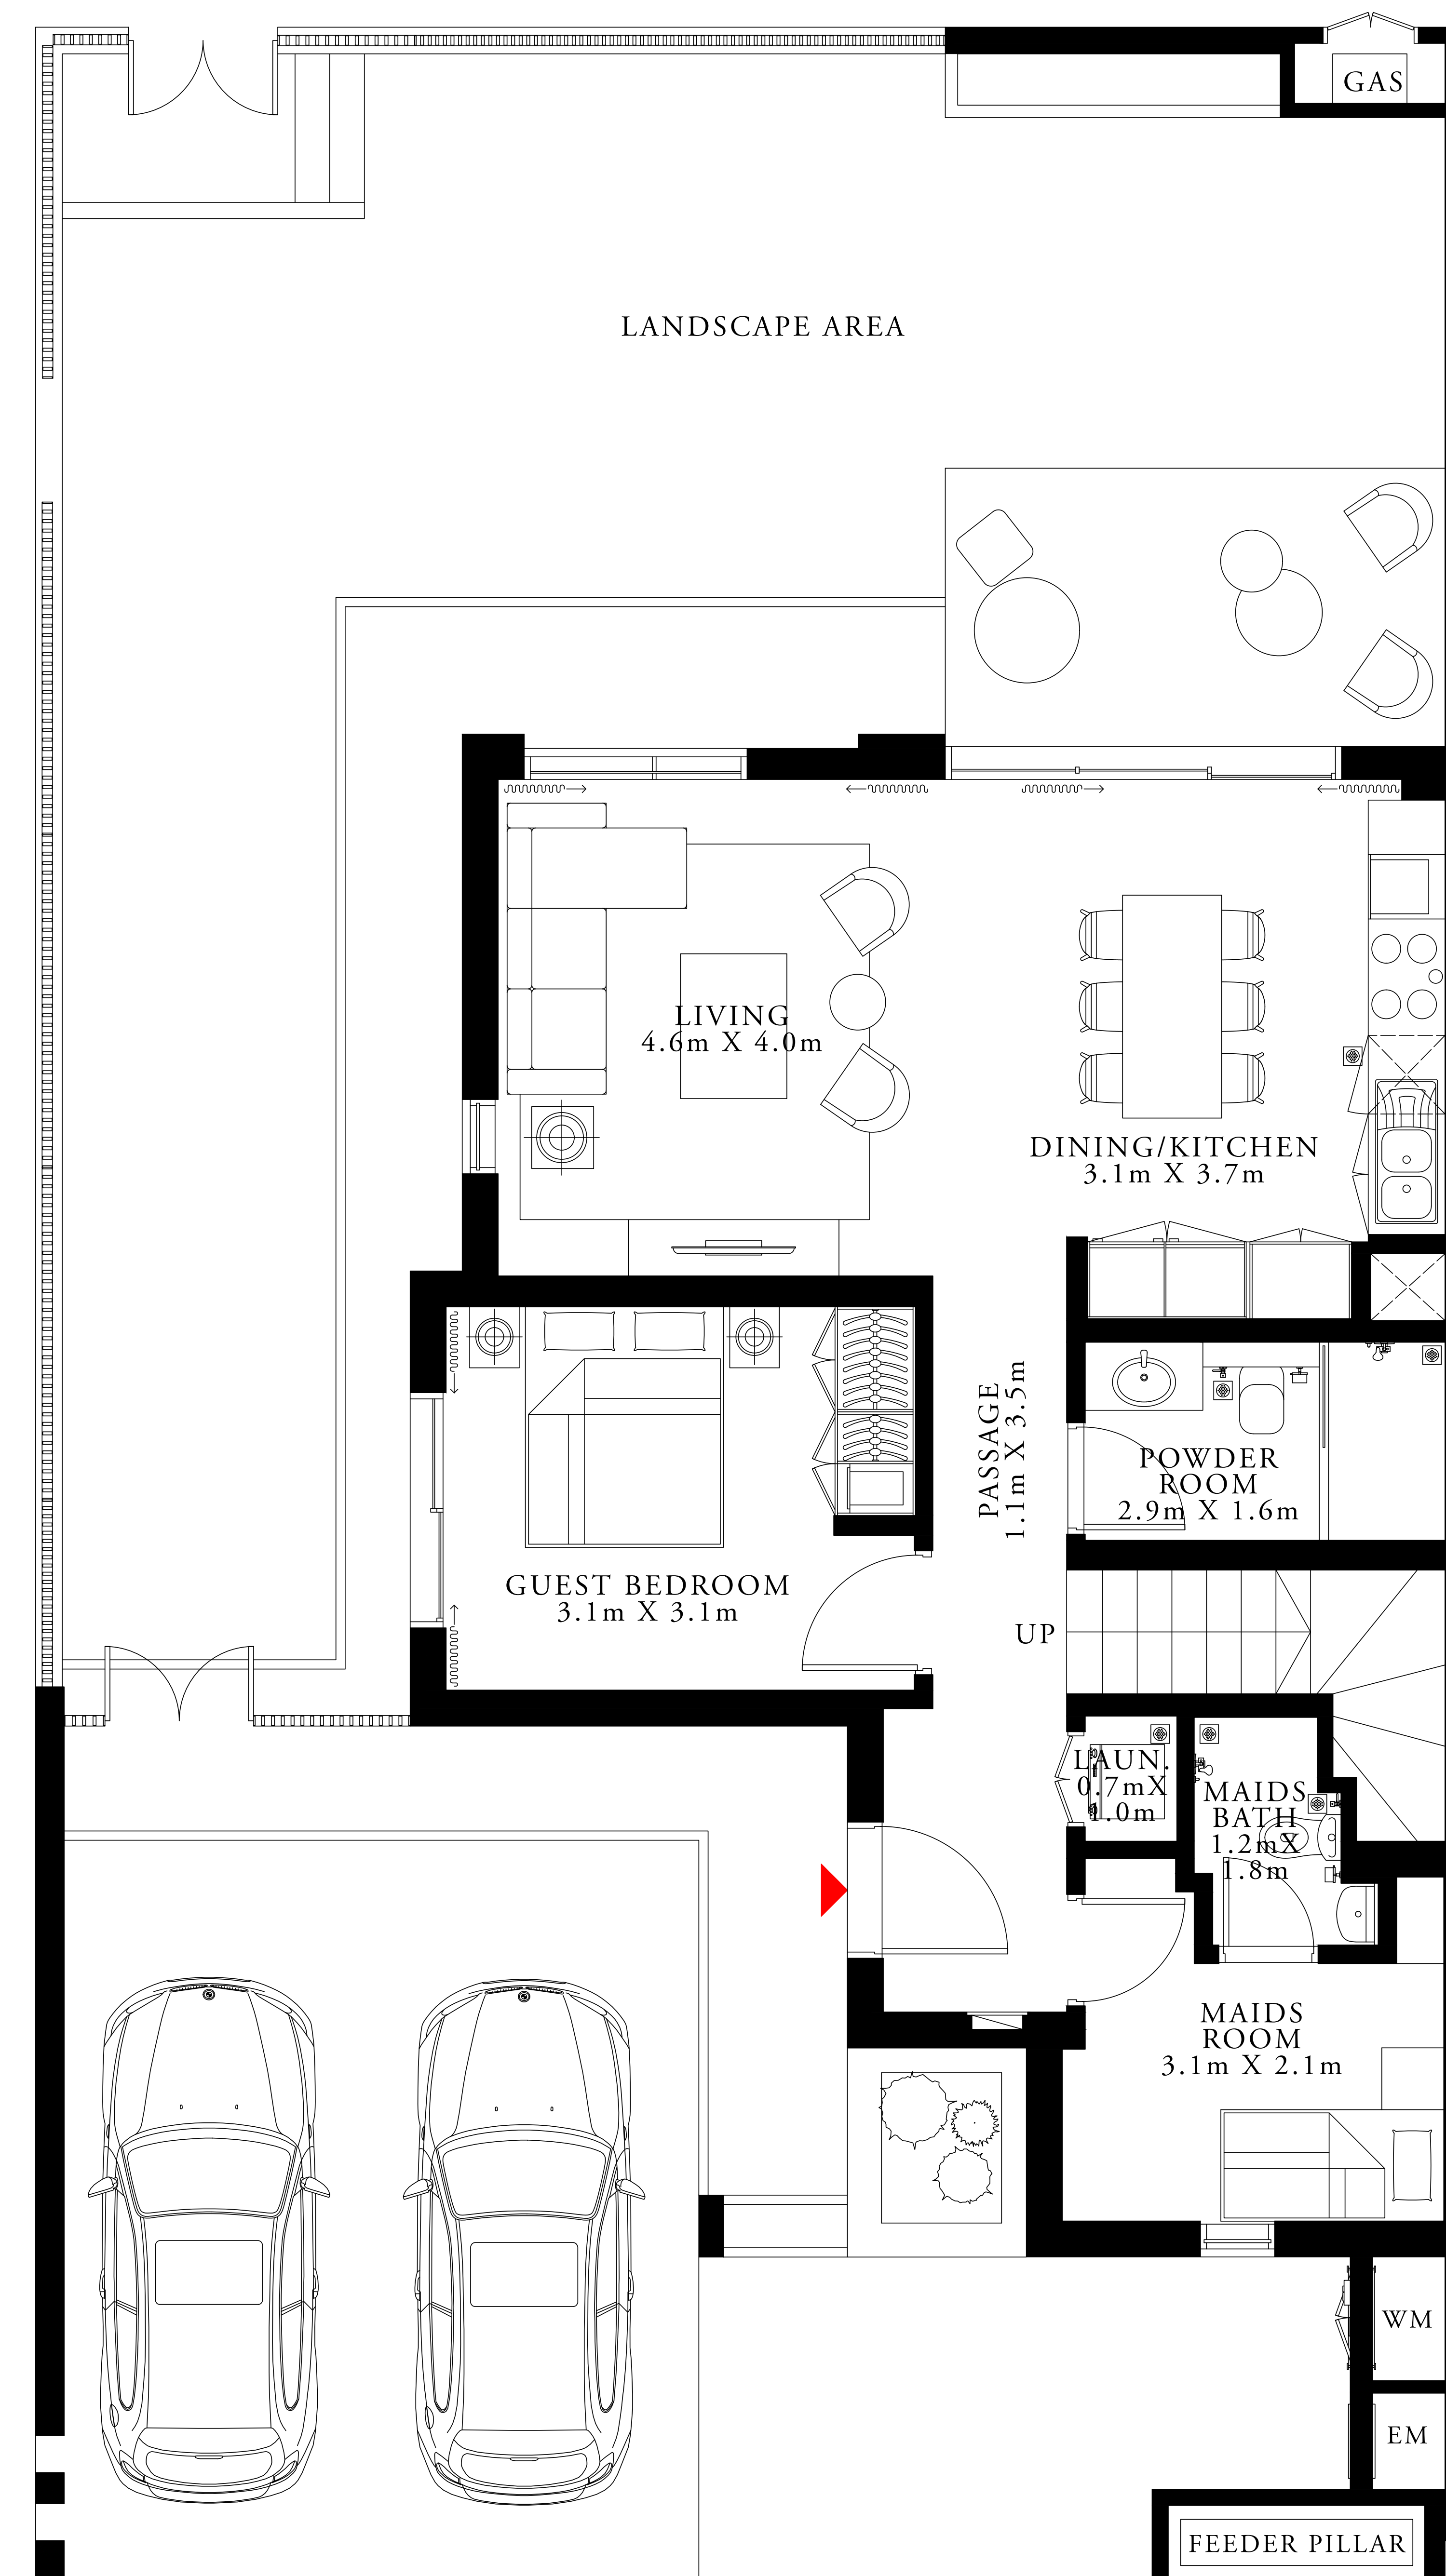 GAS
LANDSCAPE AREA
LIVING
4.6m X 4.0m
DINING/KITCHEN
3.1m X 3.7m
PASSAGE
1.1m X 3.5m
POWDER
ROOM
2.9m X 1.6m
GUEST BEDROOM
3.1m X 3.1m
UP
LAUN.
0.7mX
1.0m
MAIDS
BATH
1.2mX
1.8m
MAIDS
ROOM
3.1m X 2.1m
WM
EM
FEEDER PILLAR